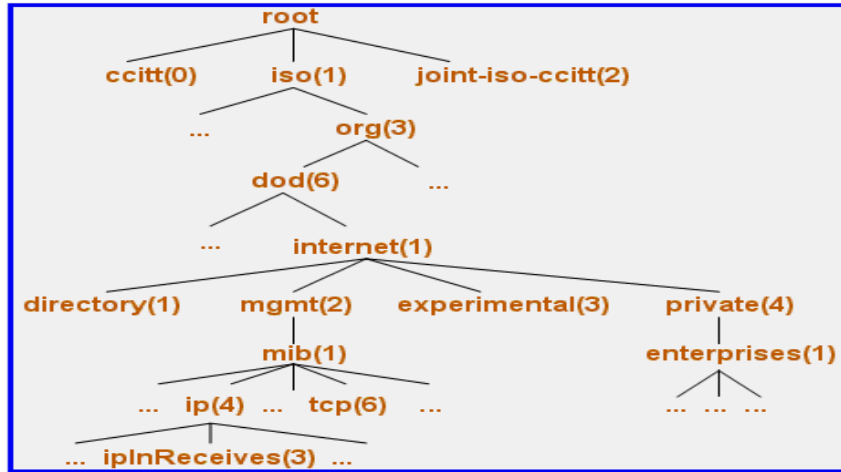 root
ccitt(0) iso(1) joint-iso-ccitt(2)
... org(3)
dod(6) ...
... internet(1)
directory(1) mgmt(2) experimental(3) private(4)
mib(1) enterprises(1)
... ip(4) ... tcp(6) ... ... ... ...
... ipInReceives(3) ...